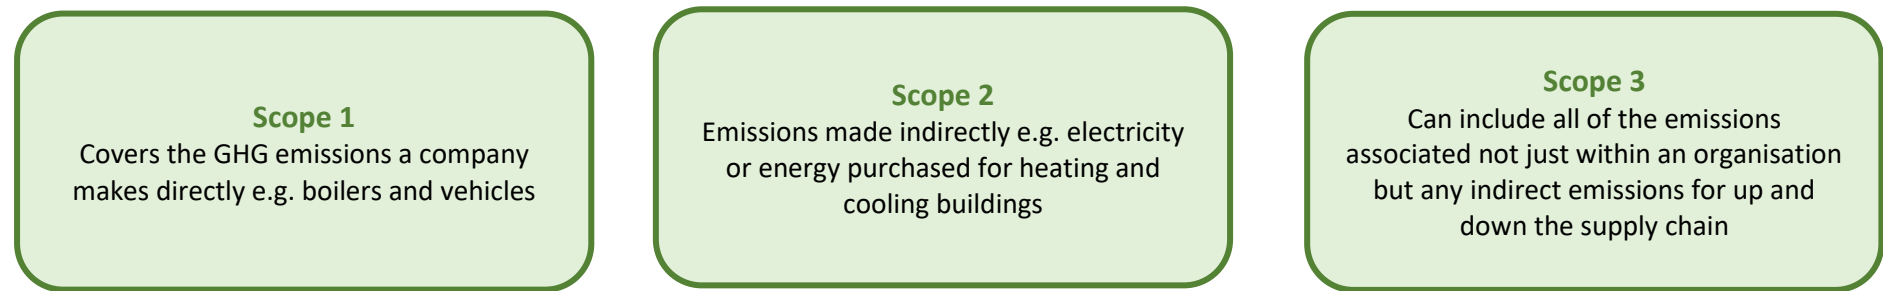 Scope 1
Covers the GHG emissions a company
makes directly e.g. boilers and vehicles
Scope 2
Emissions made indirectly e.g. electricity
or energy purchased for heating and
cooling buildings
Scope 3
Can include all of the emissions
associated not just within an organisation
but any indirect emissions for up and
down the supply chain